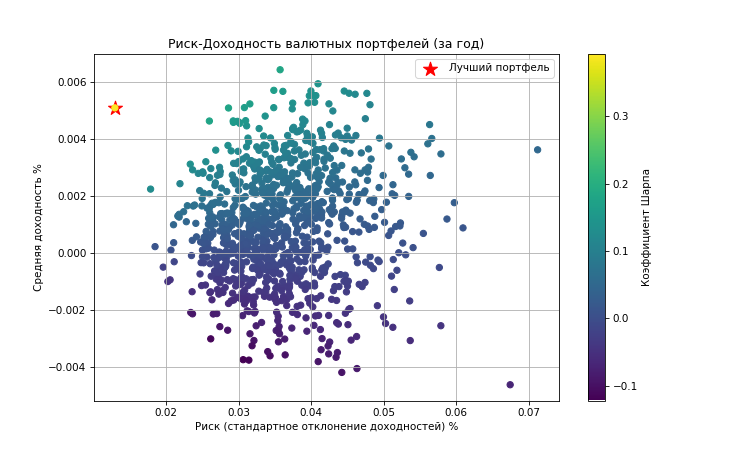 Риск-Доходность валютных портфелей (за год)
Лучший портфель
0.006
0.004
0.002
0.000
−0.002
−0.004
Средняя доходность %
0.02 0.03 0.04 0.05 0.06 0.07
Риск (стандартное отклонение доходностей) %
0.3
0.2
0.1
0.0
−0.1
Коэффициент Шарпа